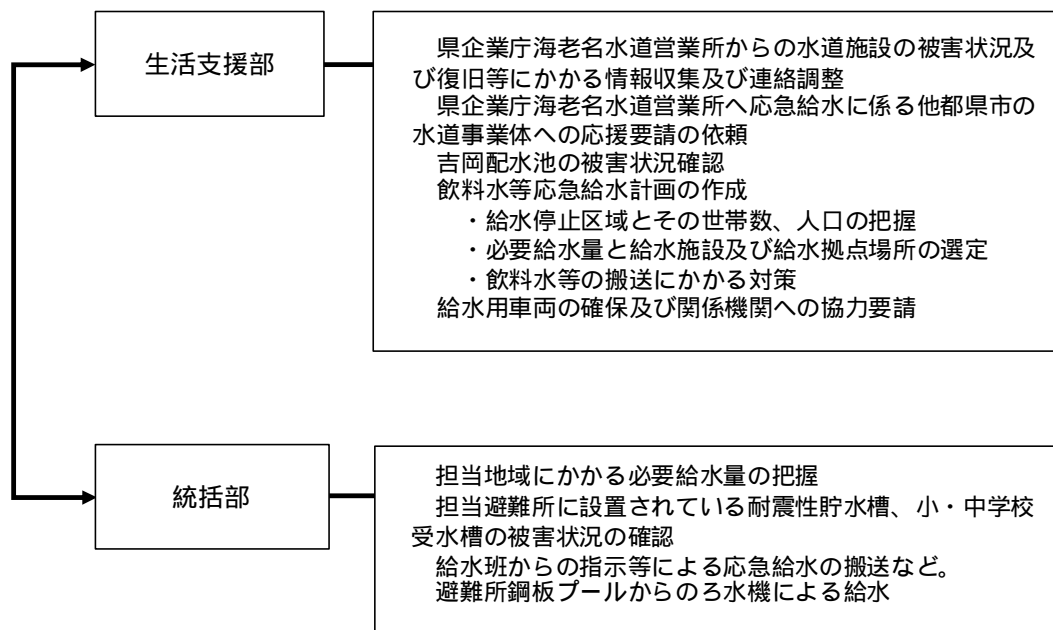 生活支援部
県企業庁海老名水道営業所からの水道施設の被害状況及
び復旧等にかかる情報収集及び連絡調整
県企業庁海老名水道営業所へ応急給水に係る他都県市の
水道事業体への応援要請の依頼
吉岡配水池の被害状況確認
飲料水等応急給水計画の作成
・給水停止区域とその世帯数、人口の把握
・必要給水量と給水施設及び給水拠点場所の選定
・飲料水等の搬送にかかる対策
給水用車両の確保及び関係機関への協力要請
統括部
担当地域にかかる必要給水量の把握
担当避難所に設置されている耐震性貯水槽、小・中学校
受水槽の被害状況の確認
給水班からの指示等による応急給水の搬送など。
避難所鋼板プールからのろ水機による給水